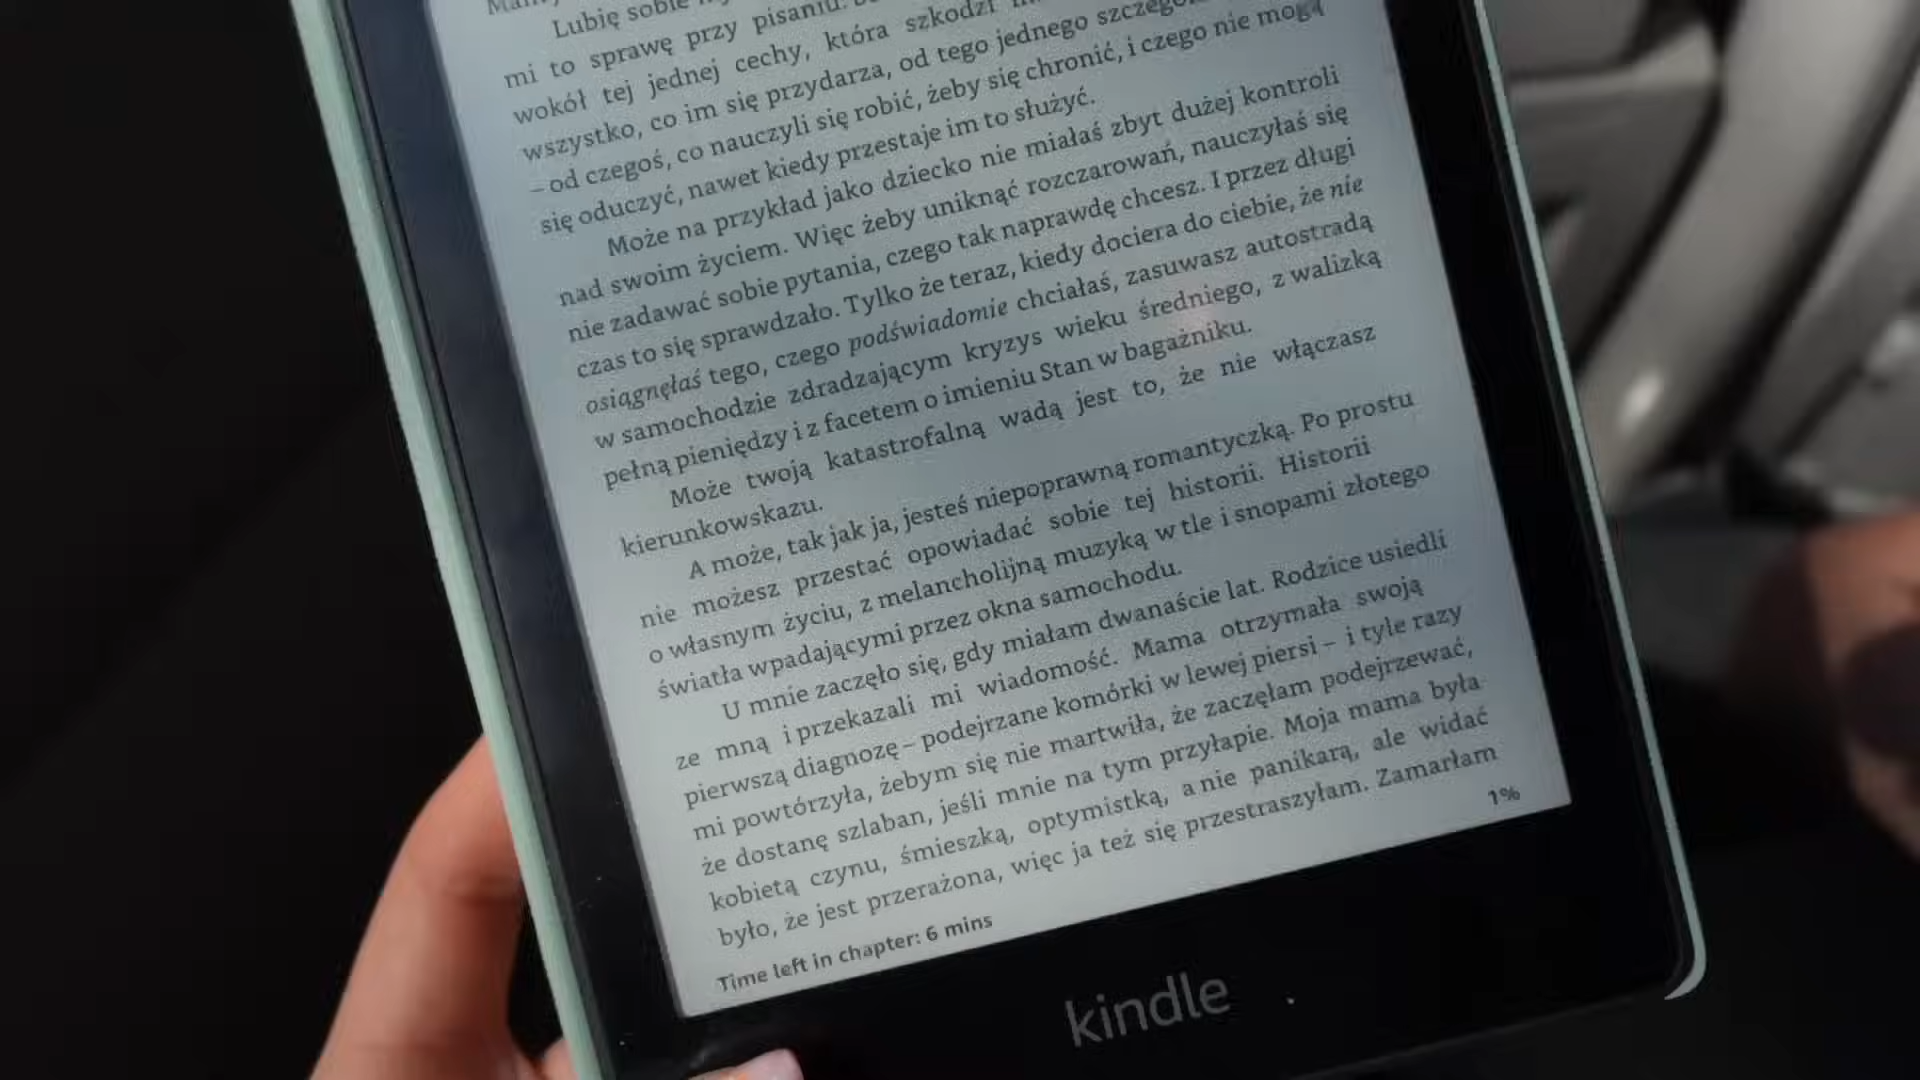 Lubię sobie
mi to sprawę przy pisaniu.
wokół tej jednej cechy, która szkodzi
wszystko, co im się przydarza, od tego jednego
– od czegoś, co nauczyli się robić, żeby się chronić, i czego nie mogą
się oduczyć, nawet kiedy przestaje im to służyć.
Może na przykład jako dziecko nie miałaś zbyt dużej kontroli
nad swoim życiem. Więc żeby uniknąć rozczarowań, nauczyłaś się
nie zadawać sobie pytania, czego tak naprawdę chcesz. I przez długi
czas to się sprawdzało. Tylko że teraz, kiedy dociera do ciebie, że nie
osiągnęłaś tego, czego podświadomie chciałaś, zasuwasz autostradą
w samochodzie zdradzającym kryzys wieku średniego, z walizką
pełną pieniędzy i z facetem o imieniu Stan w bagażniku.
Może twoją katastrofalną wadą jest to, że nie włączasz
kierunkowskazu.
A może, tak jak ja, jesteś niepoprawną romantyczką. Po prostu
nie możesz przestać opowiadać sobie tej historii. Historii
o własnym życiu, z melancholijną muzyką w tle i snopami złotego
światła wpadającymi przez okna samochodu.
U mnie zaczęło się, gdy miałam dwanaście lat. Rodzice usiedli
ze mną i przekazali mi wiadomość. Mama otrzymała swoją
pierwszą diagnozę – podejrzane komórki w lewej piersi – i tyle razy
mi powtórzyła, żebym się nie martwiła, że zaczęłam podejrzewać,
że dostanę szlaban, jeśli mnie na tym przyłapie. Moja mama była
kobietą czynu, śmieszką, optymistką, a nie panikarą, ale widać
było, że jest przerażona, więc ja też się przestraszyłam. Zamarłam
Time left in chapter: 6 mins
1%
kindle